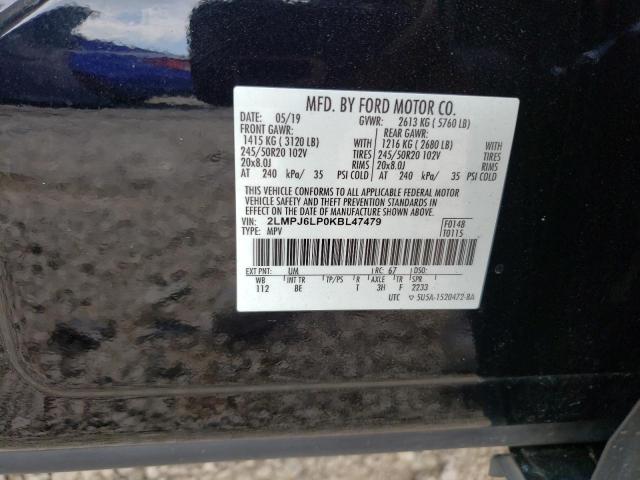 MFD. BY FORD MOTOR CO.
DATE: 05/19 GVWR: 2613 KG ( 5760 LB)
FRONT GAWR: REAR GAWR:
1415 KG ( 3120 LB) WITH 1216 KG ( 2680 LB) WITH
245/50R20 102V TIRES 245/50R20 102V TIRES
20x8.0J RIMS 20x8.0J RIMS
AT 240 kPa/ 35 PSI COLD AT 240 kPa/ 35 PSI COLD
THIS VEHICLE CONFORMS TO ALL APPLICABLE FEDERAL MOTOR
VEHICLE SAFETY AND THEFT PREVENTION STANDARDS IN
EFFECT ON THE DATE OF MANUFACTURE SHOWN ABOVE.
VIN: 2LMPJ6LP0KBL47479 F0148
TYPE: MPV T0115
EXT PNT: UM RC: 67 DSO:
WB INT TR TP/PS R AXLE TR SPR
112 BE T 3H F 2233
UTC ▽ 5U5A-1520472-BA